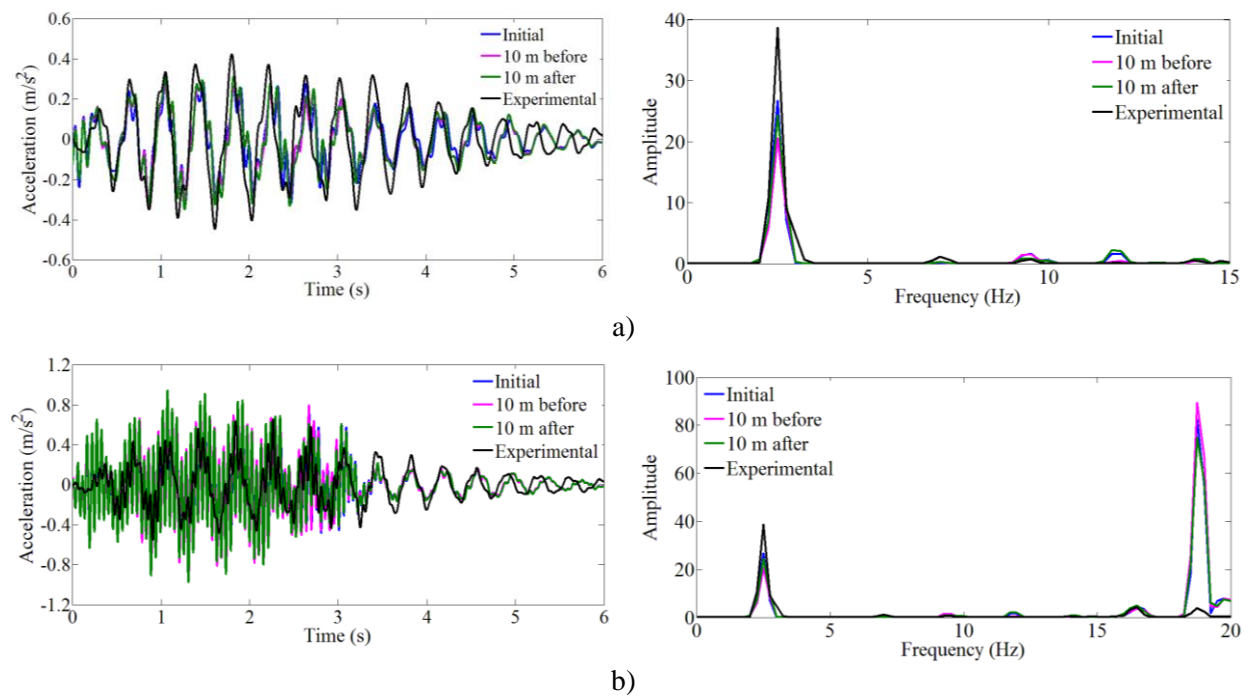 0.6
0.4
0.2
0
-0.2
-0.4
-0.6
Acceleration (m/s²)
Initial
10 m before
10 m after
Experimental
0 1 2 3 4 5 6
Time (s)
40
30
20
10
0
Amplitude
Initial
10 m before
10 m after
Experimental
5 10 15
Frequency (Hz)
a)
1.2
0.8
0.4
0
-0.4
-0.8
-1.2
Acceleration (m/s²)
Initial
10 m before
10 m after
Experimental
0 1 2 3 4 5 6
Time (s)
100
80
60
40
20
0
Amplitude
Initial
10 m before
10 m after
Experimental
0 5 10 15 20
Frequency (Hz)
b)